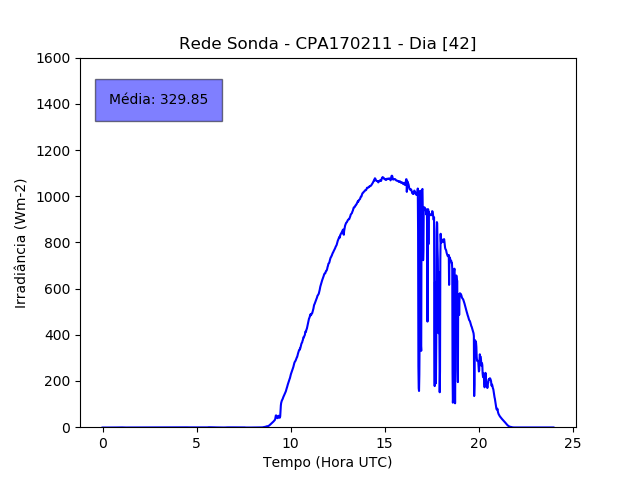 Rede Sonda - CPA170211 - Dia [42]
1600
1400
1200
1000
800
600
400
200
0
Média: 329.85
Irradiância (Wm-2)
0 5 10 15 20 25
Tempo (Hora UTC)